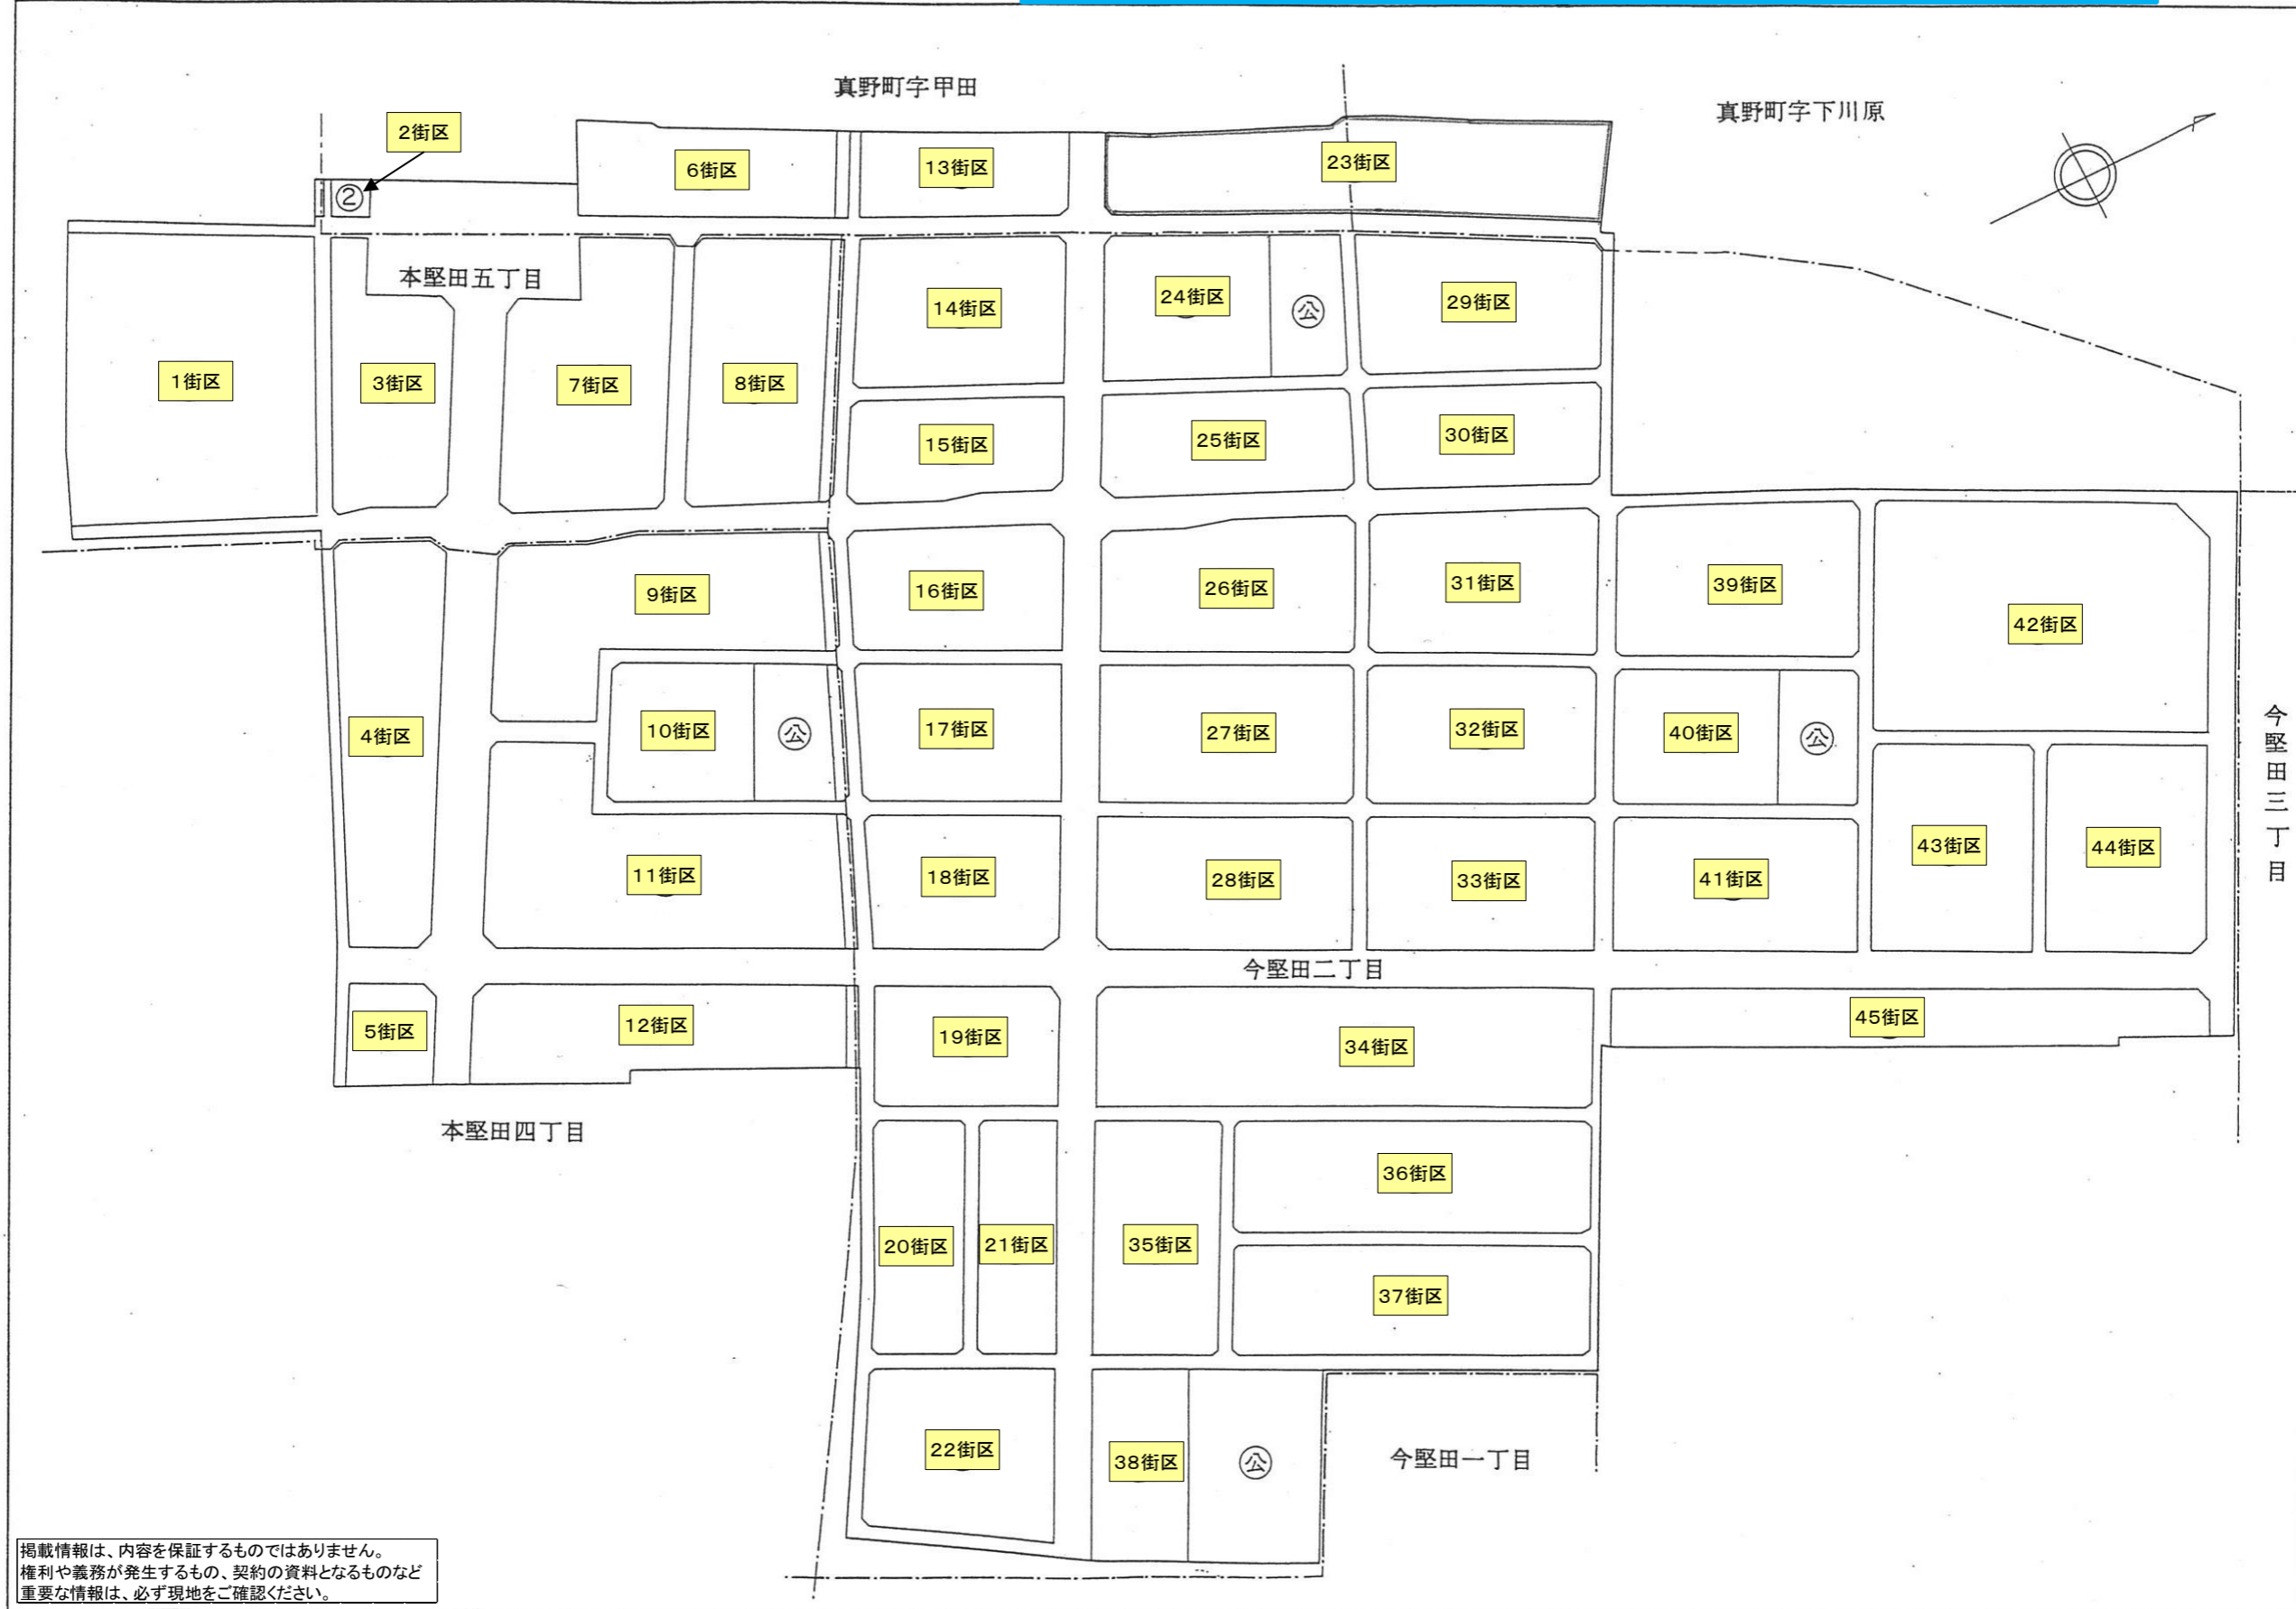 真野町字甲田
真野町字下川原
2街区
②
6街区
13街区
23街区
本堅田五丁目
14街区
24街区
公
29街区
1街区
3街区
7街区
8街区
15街区
25街区
30街区
9街区
16街区
26街区
31街区
39街区
42街区
4街区
10街区
公
17街区
27街区
32街区
40街区
公
今堅田三丁目
11街区
18街区
28街区
33街区
41街区
43街区
44街区
今堅田二丁目
5街区
12街区
19街区
34街区
45街区
本堅田四丁目
36街区
20街区
21街区
35街区
37街区
22街区
38街区
公
今堅田一丁目
掲載情報は、内容を保証するものではありません。
権利や義務が発生するもの、契約の資料となるものなど
重要な情報は、必ず現地をご確認ください。